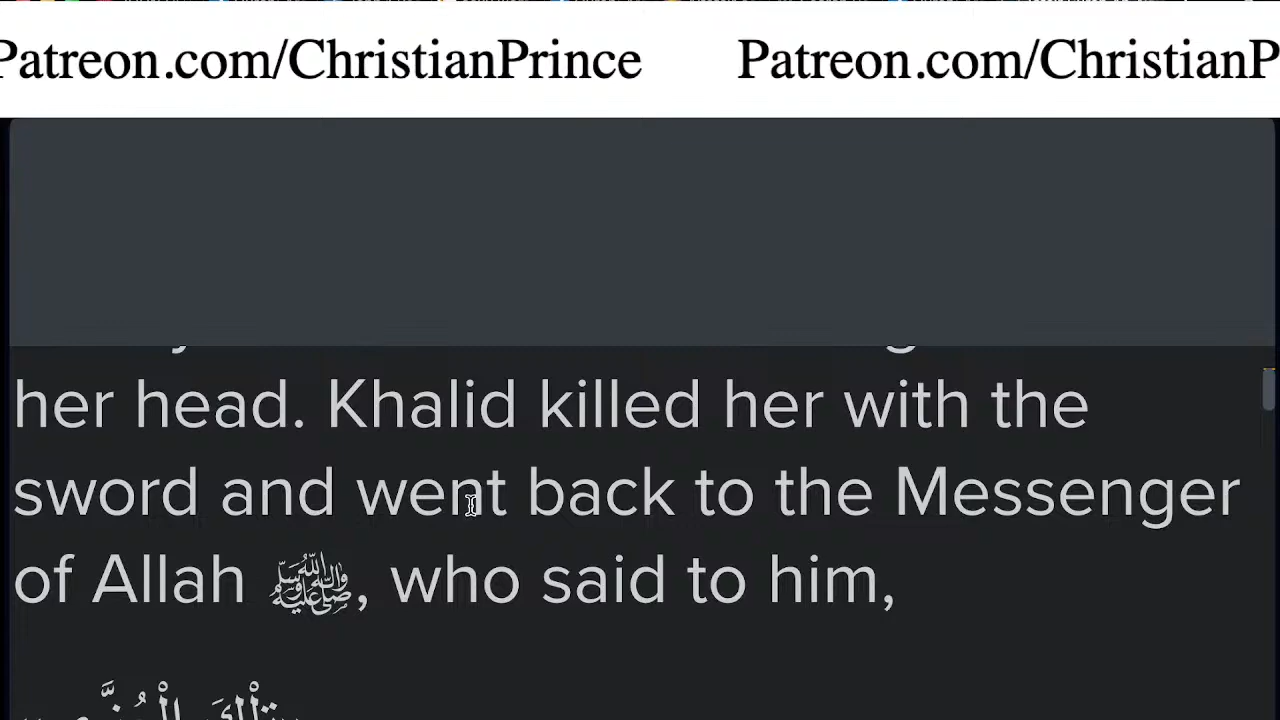 Patreon.com/ChristianPrince Patreon.com/ChristianP
her head. Khalid killed her with the
sword and went back to the Messenger
of Allah ﷺ, who said to him,